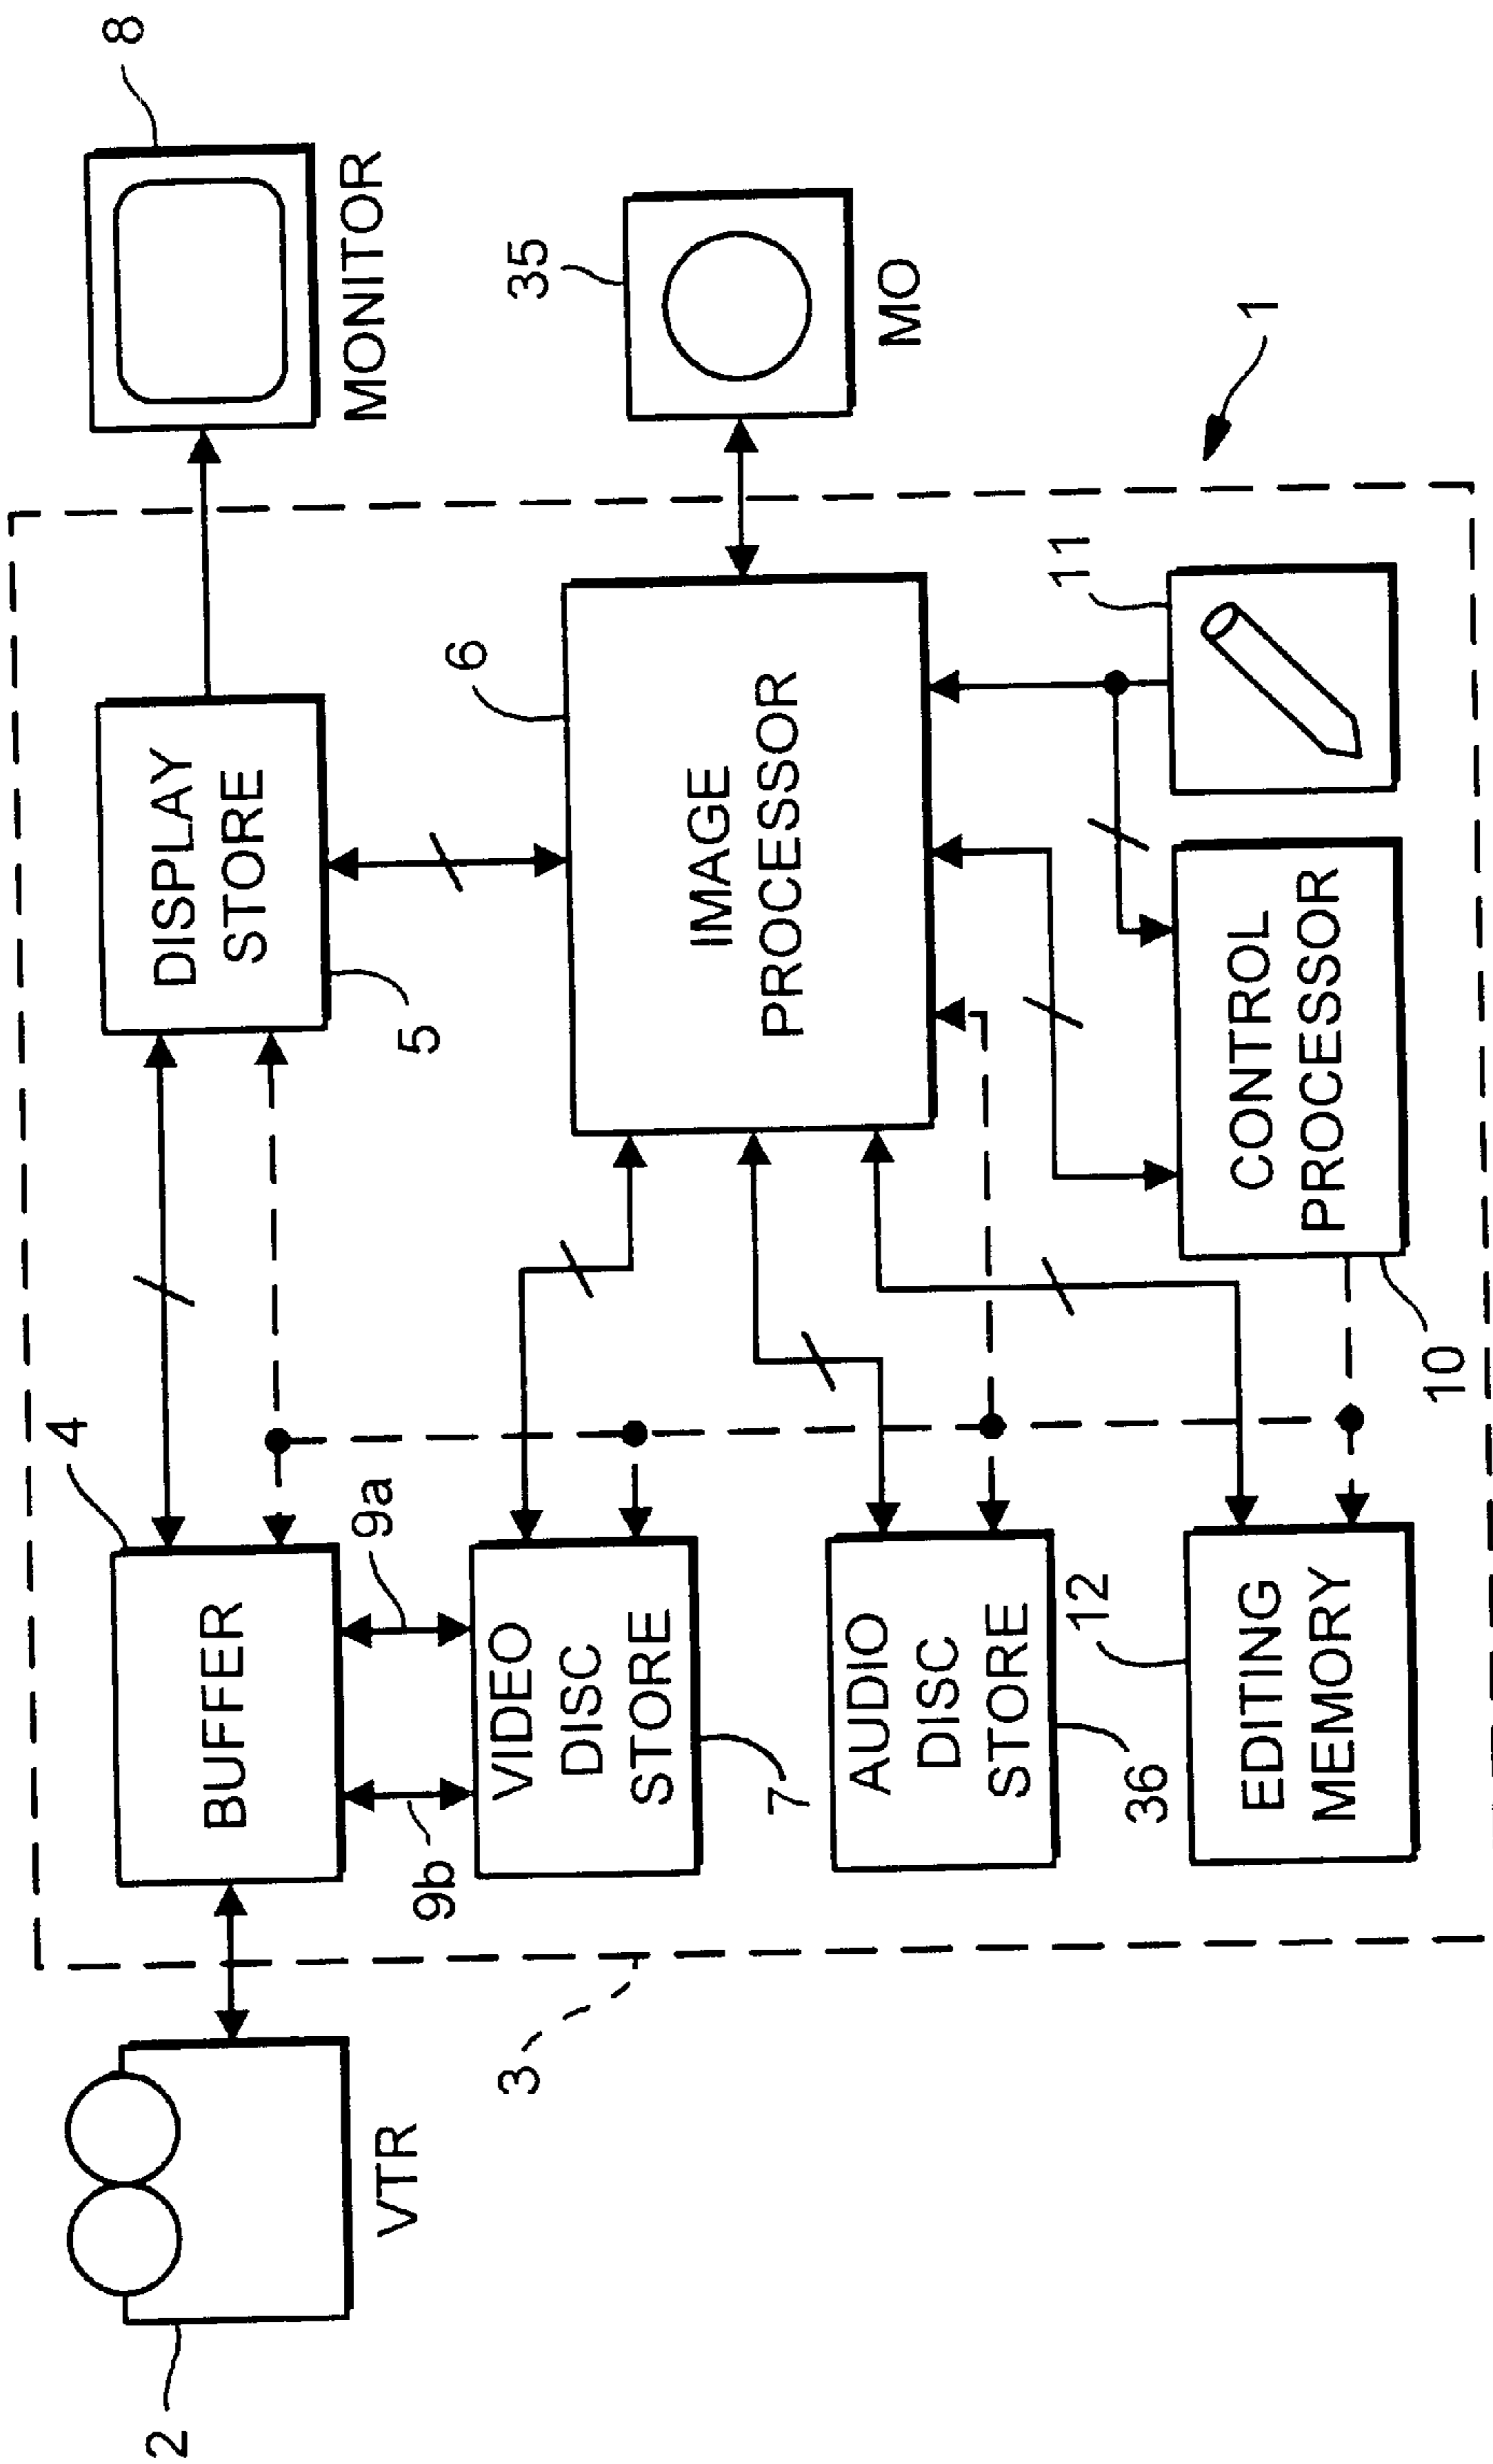 2
VTR
3
4
BUFFER
9b
9a
VIDEO
DISC
STORE
7
AUDIO
DISC
STORE
36
12
EDITING
MEMORY
DISPLAY
STORE
5
6
IMAGE
PROCESSOR
CONTROL
PROCESSOR
10
11
8
MONITOR
35
MO
1